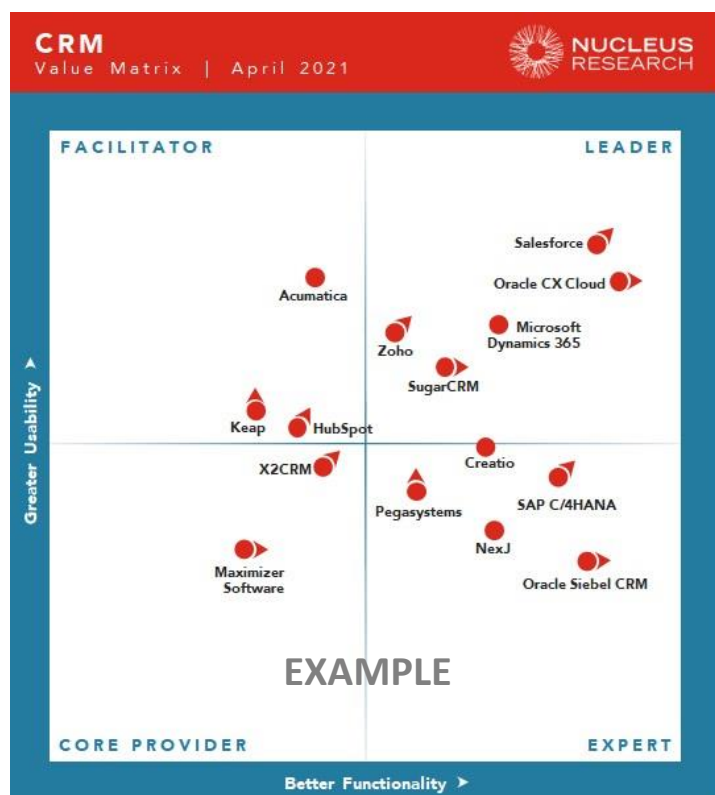 CRM
Value Matrix | April 2021
NUCLEUS
RESEARCH
FACILITATOR
LEADER
Salesforce
Oracle CX Cloud
Acumatica
Microsoft
Dynamics 365
Zoho
SugarCRM
Keap
HubSpot
X2CRM
Creatio
SAP C/4HANA
Pegasystems
NexJ
Maximizer
Software
Oracle Siebel CRM
EXAMPLE
CORE PROVIDER
EXPERT
Greater Usability >
Better Functionality >